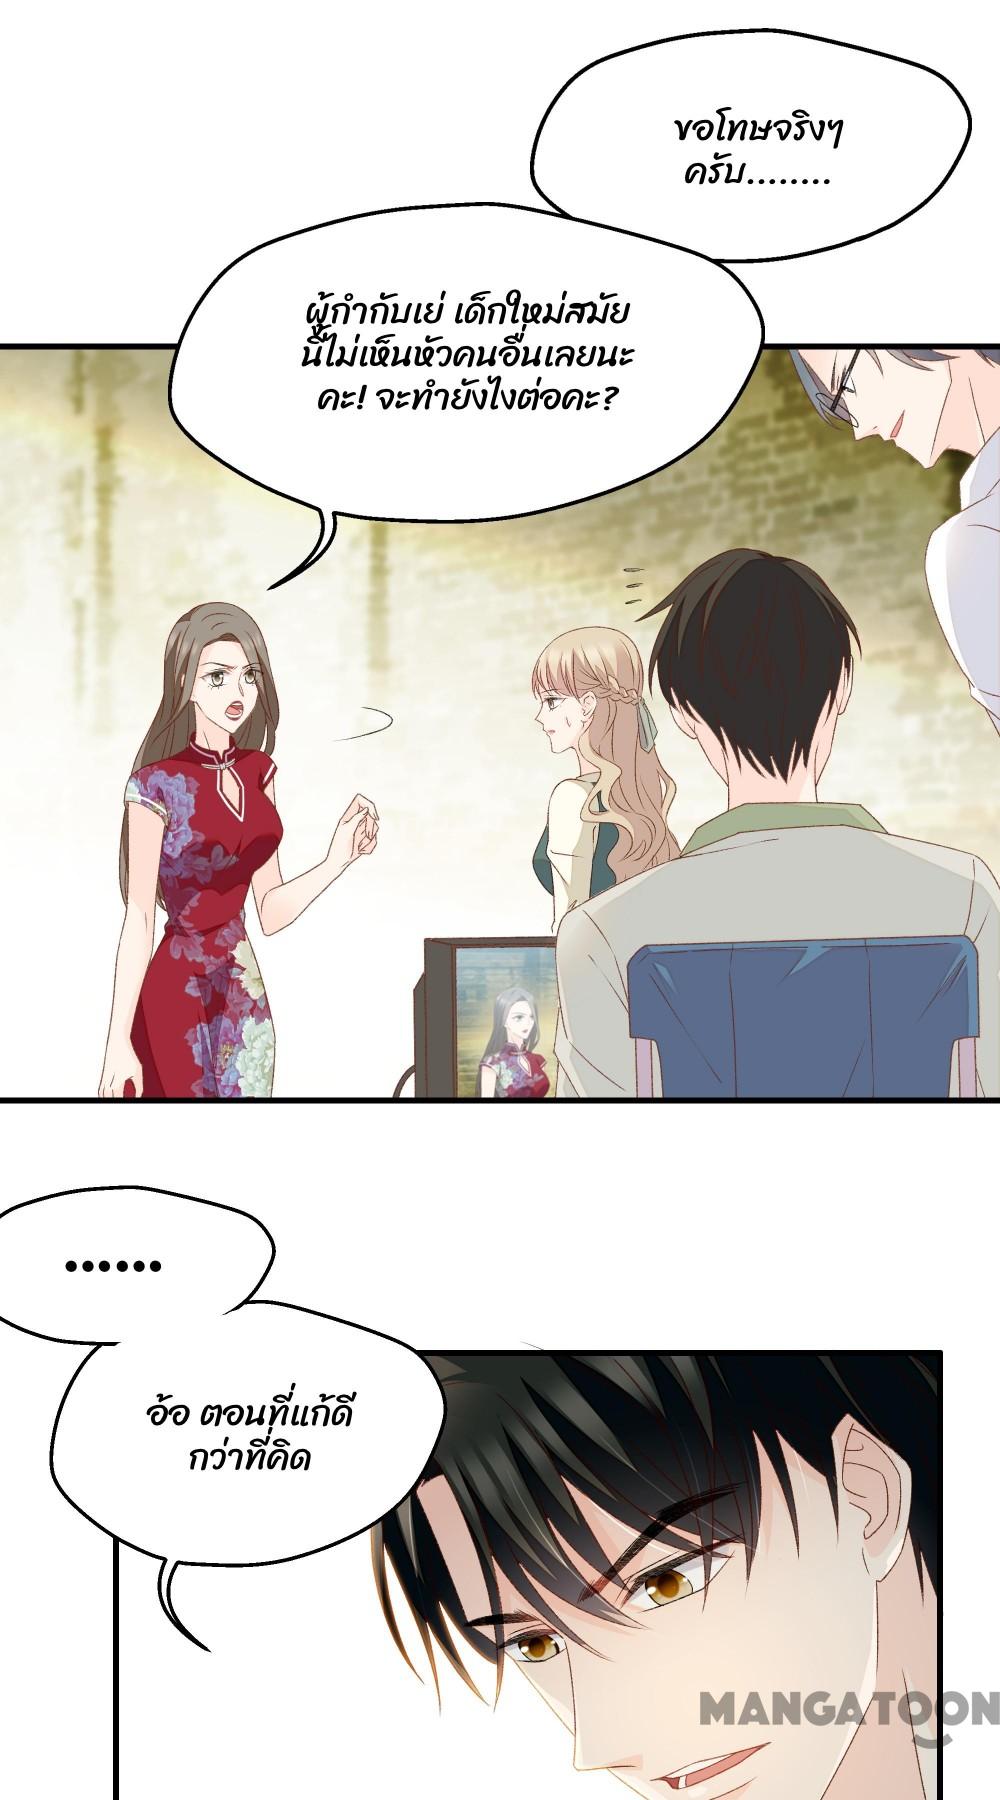 ขอโทษจริงๆ
ครับ........
ผู้กำกับเย่ เด็กใหม่สมัย
นี้ไม่เห็นหัวคนอื่นเลยนะ
คะ! จะทำยังไงต่อคะ?
......
อ้อ ตอนที่แก้ดี
กว่าที่คิด
MANGATOON